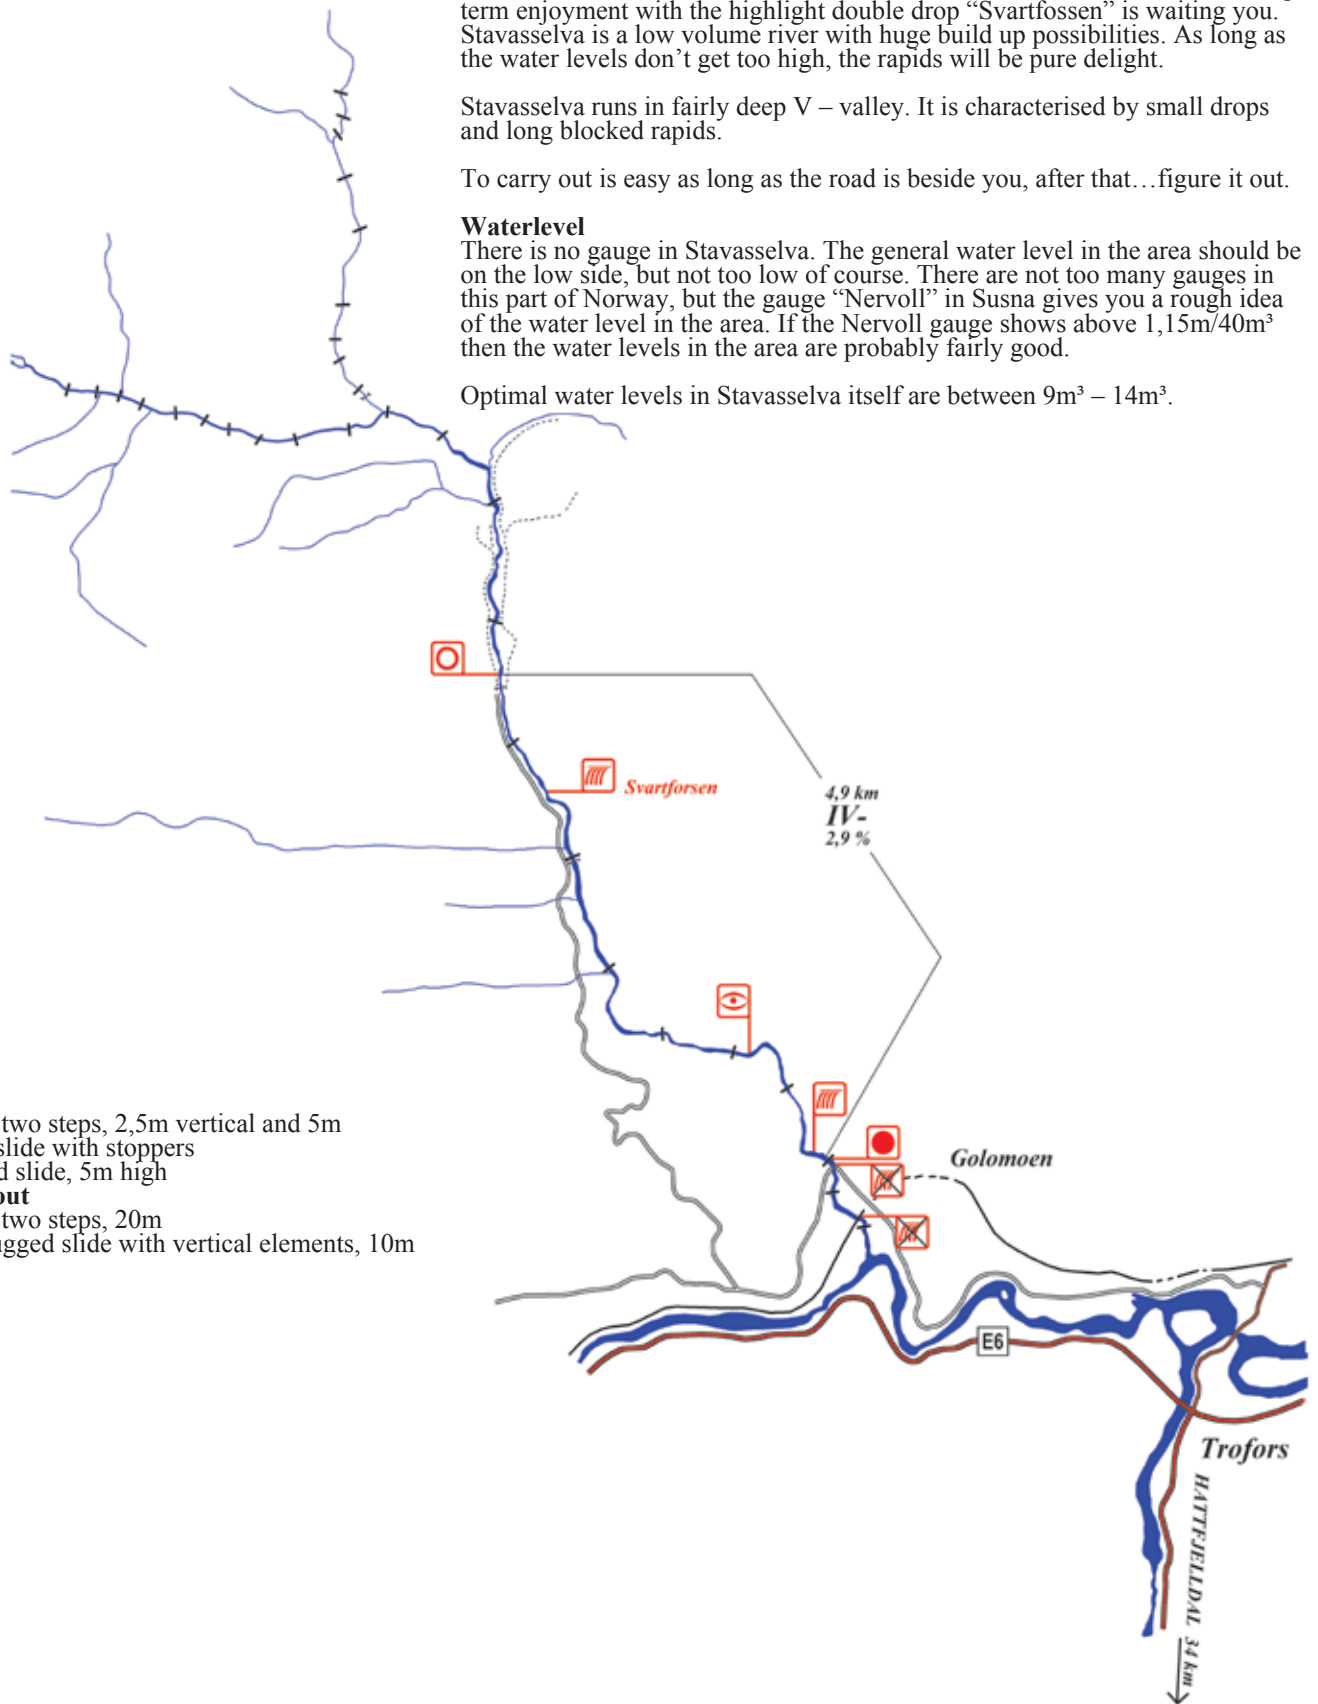 term enjoyment with the highlight double drop “Svartfossen” is waiting you.
Stavasselva is a low volume river with huge build up possibilities. As long as
the water levels don’t get too high, the rapids will be pure delight.
Stavasselva runs in fairly deep V – valley. It is characterised by small drops
and long blocked rapids.
To carry out is easy as long as the road is beside you, after that…figure it out.
Waterlevel
There is no gauge in Stavasselva. The general water level in the area should be
on the low side, but not too low of course. There are not too many gauges in
this part of Norway, but the gauge “Nervoll” in Susna gives you a rough idea
of the water level in the area. If the Nervoll gauge shows above 1,15m/40m³
then the water levels in the area are probably fairly good.
Optimal water levels in Stavasselva itself are between 9m³ – 14m³.
Svartforsen
4,9 km
IV-
2,9 %
two steps, 2,5m vertical and 5m
slide with stoppers
slide, 5m high
out
two steps, 20m
slide with vertical elements, 10m
Golomoen
E6
Trofors
HATTFJELLDAL 34 km